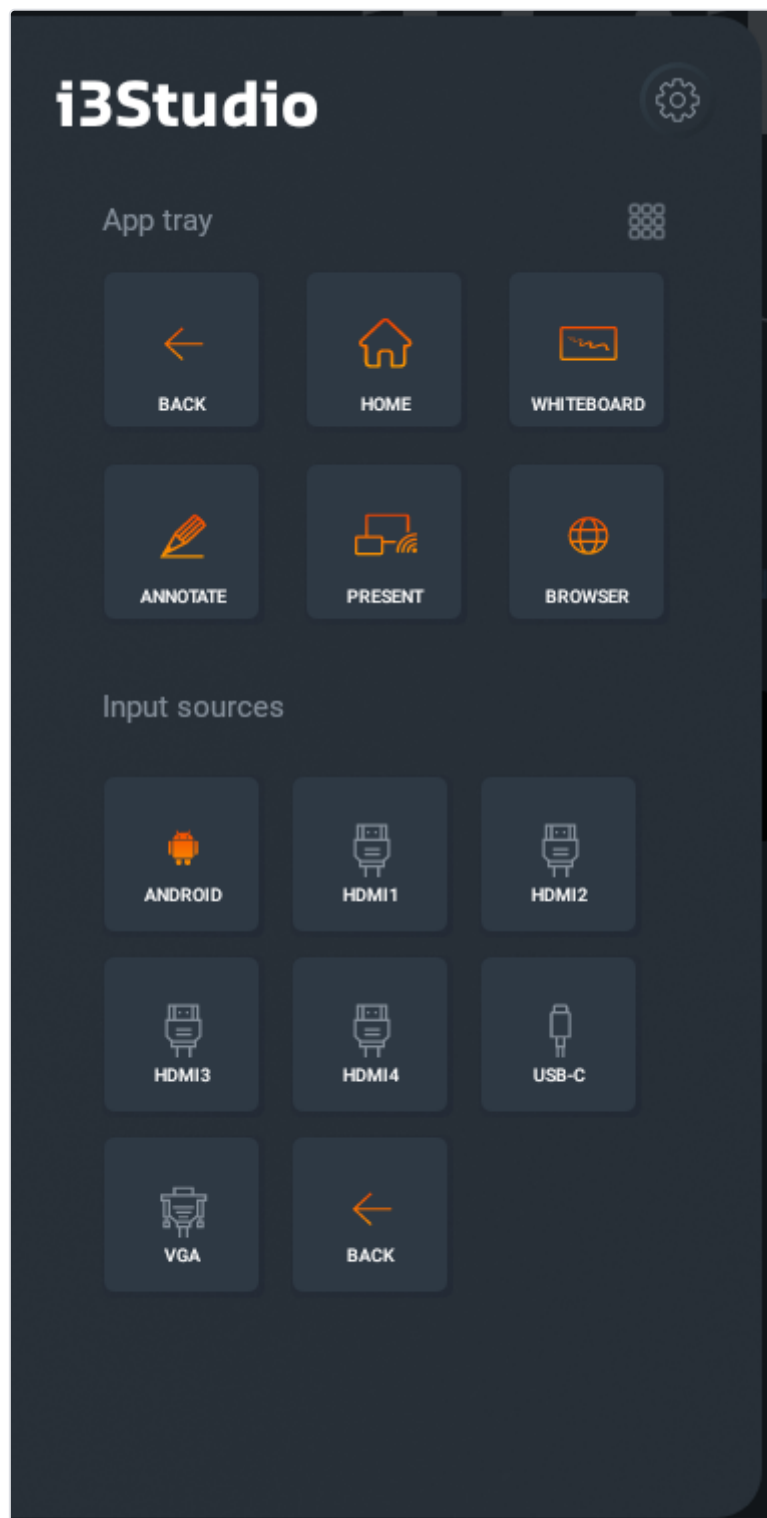 i3Studio
App tray
BACK HOME WHITEBOARD
ANNOTATE PRESENT BROWSER
Input sources
ANDROID HDMI1 HDMI2
HDMI3 HDMI4 USB-C
VGA BACK